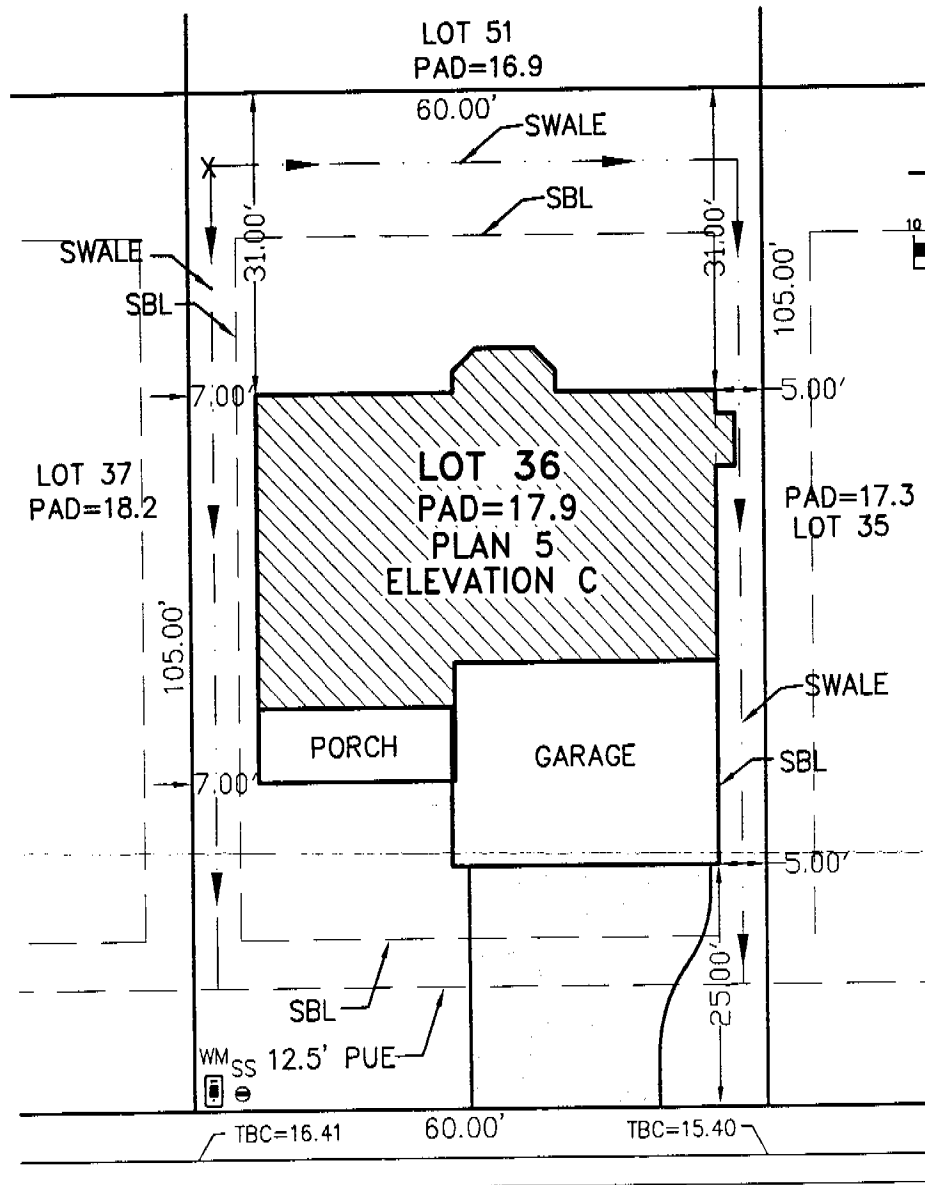 LOT 51
PAD=16.9
60.00'
SWALE
SBL
31.00'
31.00'
10
SWALE
SBL
105.00'
7.00'
5.00'
LOT 37
PAD=18.2
LOT 36
PAD=17.9
PLAN 5
ELEVATION C
PAD=17.3
LOT 35
105.00'
SWALE
PORCH
GARAGE
SBL
7.00'
5.00'
25.00'
SBL
12.5' PUE
WM
SS
TBC=16.41
60.00'
TBC=15.40